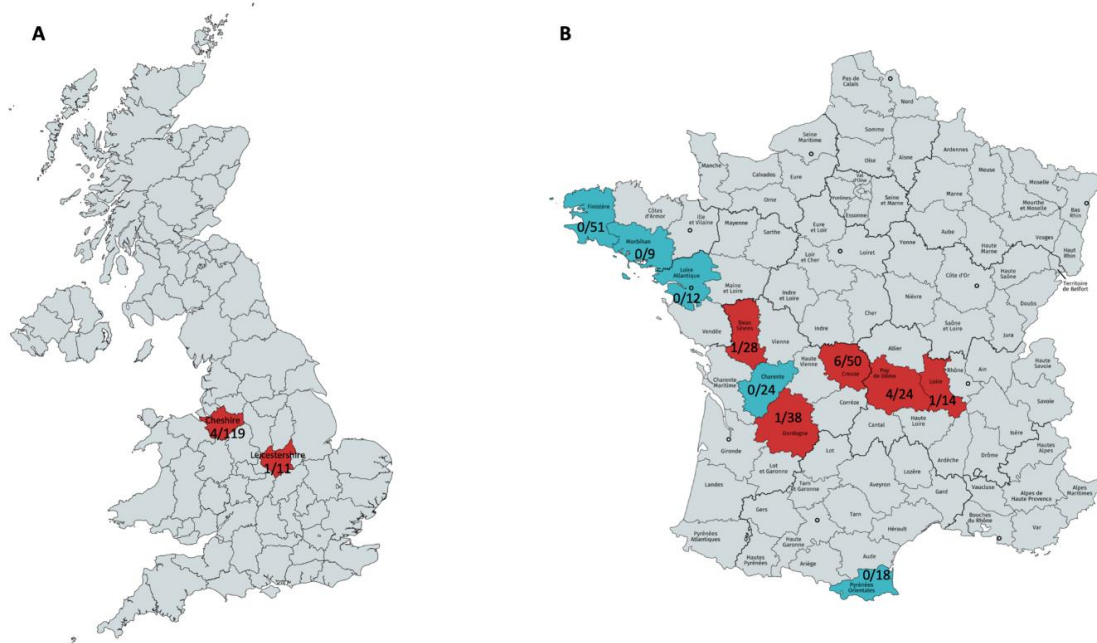 A
Cheshire
4/119
Leicestershire
1/11
B
Pas de
Calais
Nord
Somme
Seine
Maritime
Oise
Aisne
Ardennes
Manche
Calvados
Eure
Val
d'Oise
Yvelines
Essonne
Seine
et Marne
Marne
Meuse
Moselle
Meurthe
et Moselle
Bas
Rhin
Orne
Finistère
0/51
Côtes
d'Armor
Ille
et Vilaine
Mayenne
Sarthe
Eure
et Loir
Aube
Haute
Marne
Vosges
Haut
Rhin
Morbihan
0/9
Loir
et Cher
Loiret
Yonne
Territoire
de Belfort
Loire
Atlantique
0/12
Maine
et Loire
Indre
et Loire
Cher
Nièvre
Côte d'Or
Haute
Saône
Doubs
Vendée
Deux
Sèvres
1/28
Vienne
Indre
Saône
et Loire
Jura
Allier
Charente
Maritime
Charente
0/24
Haute
Vienne
6/50
Creuse
Puy
de Dôme
4/24
Loire
1/14
Rhône
Ain
Haute
Savoie
Savoie
1/38
Dordogne
Corrèze
Cantal
Haute
Loire
Isère
Gironde
Lot
Ardèche
Drôme
Hautes
Alpes
Lot
et Garonne
Lozère
Landes
Tarn
et Garonne
Aveyron
Gard
Vaucluse
Alpes de
Haute Provence
Alpes
Maritimes
Gers
Tarn
Hérault
Bouches
du Rhône
Var
Pyrénées
Atlantiques
Hautes
Pyrénées
Haute
Garonne
Ariège
Aude
0/18
Pyrénées
Orientales